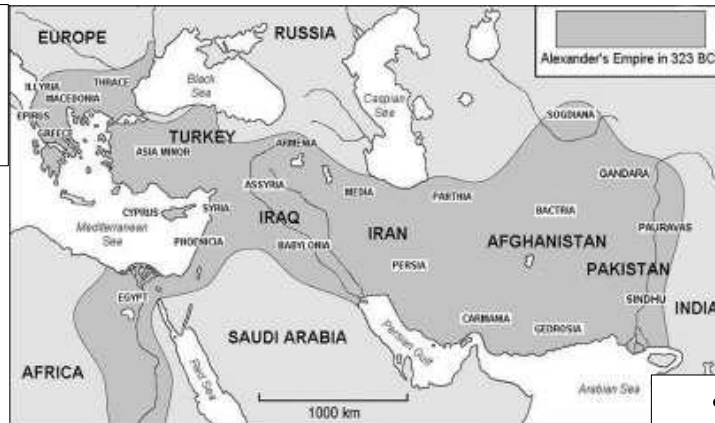 EUROPE
RUSSIA
Alexander's Empire in 323 BC
ILLYRIA
THRACE
MACEDONIA
Black
Sea
Caspian
Sea
EPIRUS
GREECE
TURKEY
SOGDIANA
ASIA MINOR
ARMENIA
GANDARA
ASSYRIA
MEDIA
PARTHIA
BACTRIA
CYPRUS
SYRIA
IRAQ
IRAN
AFGHANISTAN
PAURAVAS
Mediterranean
Sea
PHOENICIA
BABYLONIA
PERSIA
PAKISTAN
EGYPT
SINDHU
INDIA
CARMANIA
GEDROSIA
SAUDI ARABIA
Persian Gulf
AFRICA
Red Sea
Arabian Sea
1000 km